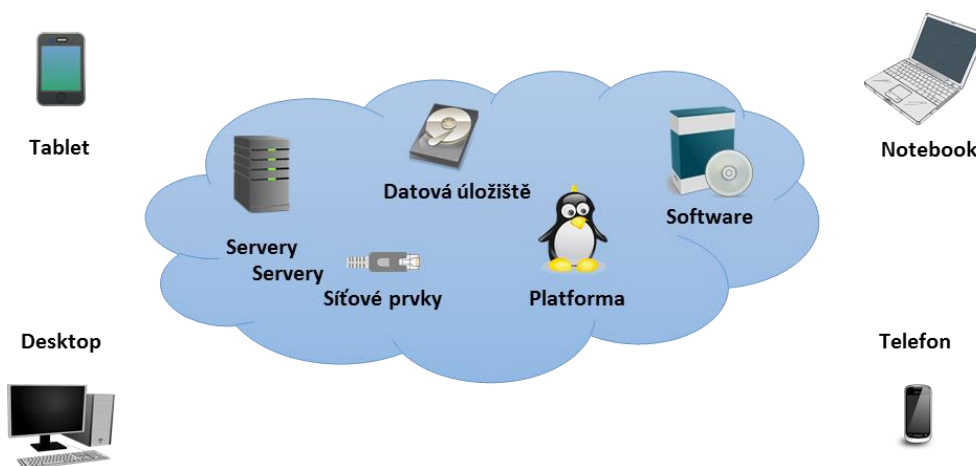 Tablet
Notebook
Datová úložiště
Software
Servery
Servery
Síťové prvky
Platforma
Desktop
Telefon